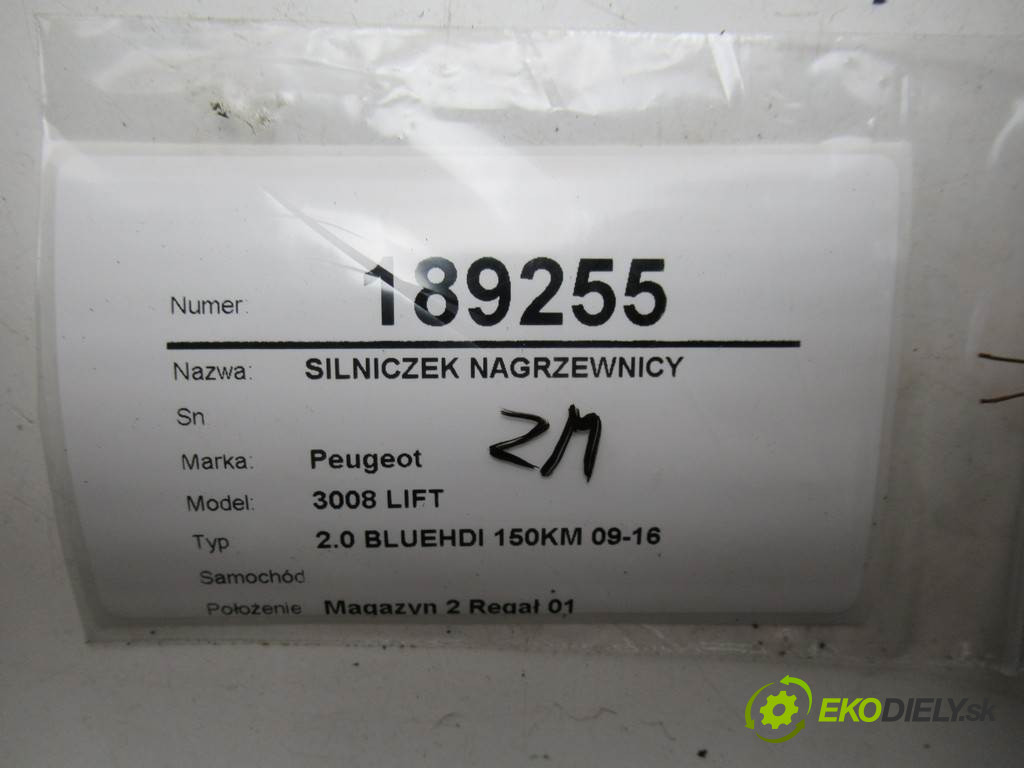 Numer: 189255
Nazwa: SILNICZEK NAGRZEWNICY
Sn
ZM
Marka: Peugeot
Model: 3008 LIFT
Typ 2.0 BLUEHDI 150KM 09-16
Samochód
Położenie Magazyn 2 Regał 01
EKODIELY.sk